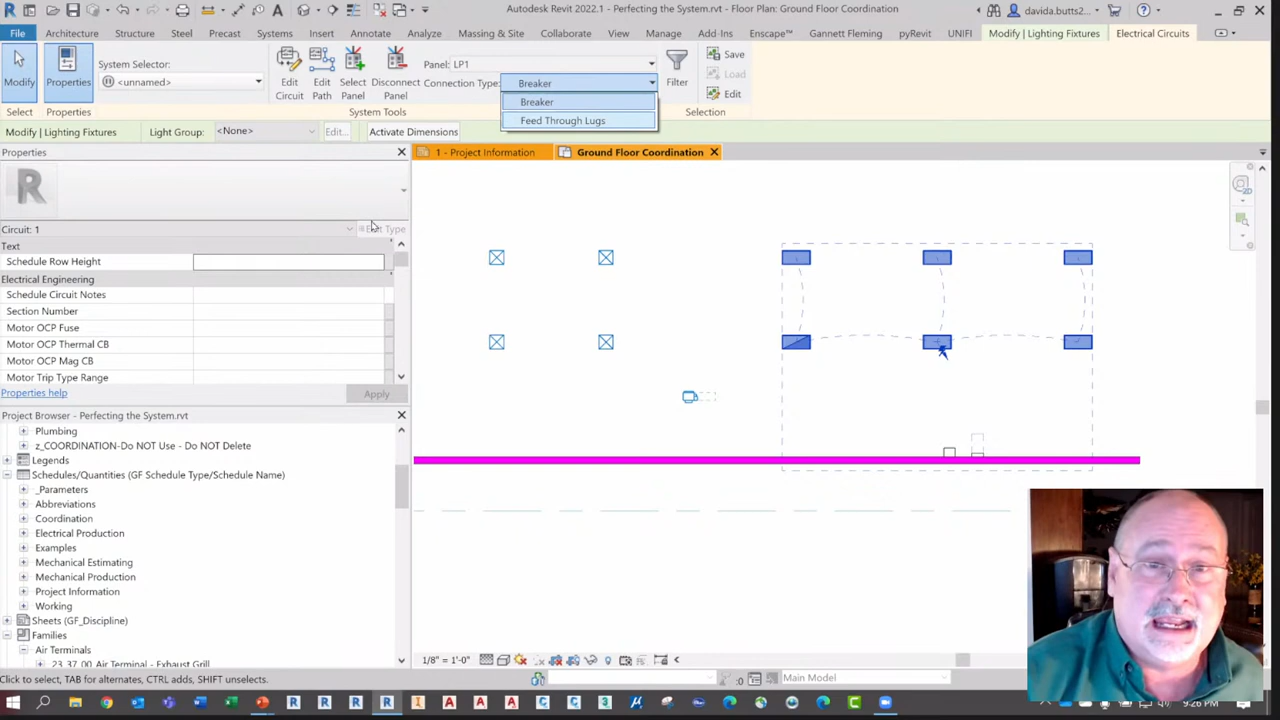 Autodesk Revit 2022.1 - Perfecting the System.rvt - Floor Plan: Ground Floor Coordination
davida.butts2...
File Architecture Structure Steel Precast Systems Insert Annotate Analyze Massing & Site Collaborate View Manage Add-Ins Enscape™ Gannett Fleming pyRevit UNIFI Modify | Lighting Fixtures Electrical Circuits
Modify
Properties
System Selector:
<unnamed>
Edit Circuit
Edit Path
Select Panel
Disconnect Panel
Panel: LP1
Connection Type: Breaker
Breaker
Feed Through Lugs
Filter
Save
Load
Edit
Select Properties System Tools Selection
Modify | Lighting Fixtures Light Group: <None> Edit... Activate Dimensions
Properties
1 - Project Information
Ground Floor Coordination
R
Circuit: 1
Text
Schedule Row Height
Electrical Engineering
Schedule Circuit Notes
Section Number
Motor OCP Fuse
Motor OCP Thermal CB
Motor OCP Mag CB
Motor Trip Type Range
Properties help
Apply
Project Browser - Perfecting the System.rvt
Plumbing
z_COORDINATION-Do NOT Use - Do NOT Delete
Legends
Schedules/Quantities (GF Schedule Type/Schedule Name)
_Parameters
Abbreviations
Coordination
Electrical Production
Examples
Mechanical Estimating
Mechanical Production
Project Information
Working
Sheets (GF_Discipline)
Families
Air Terminals
23_37_00_Air Terminal - Exhaust Grill
1/8" = 1'-0"
Click to select, TAB for alternates, CTRL adds, SHIFT unselects.
:0
Main Model
9:26 PM